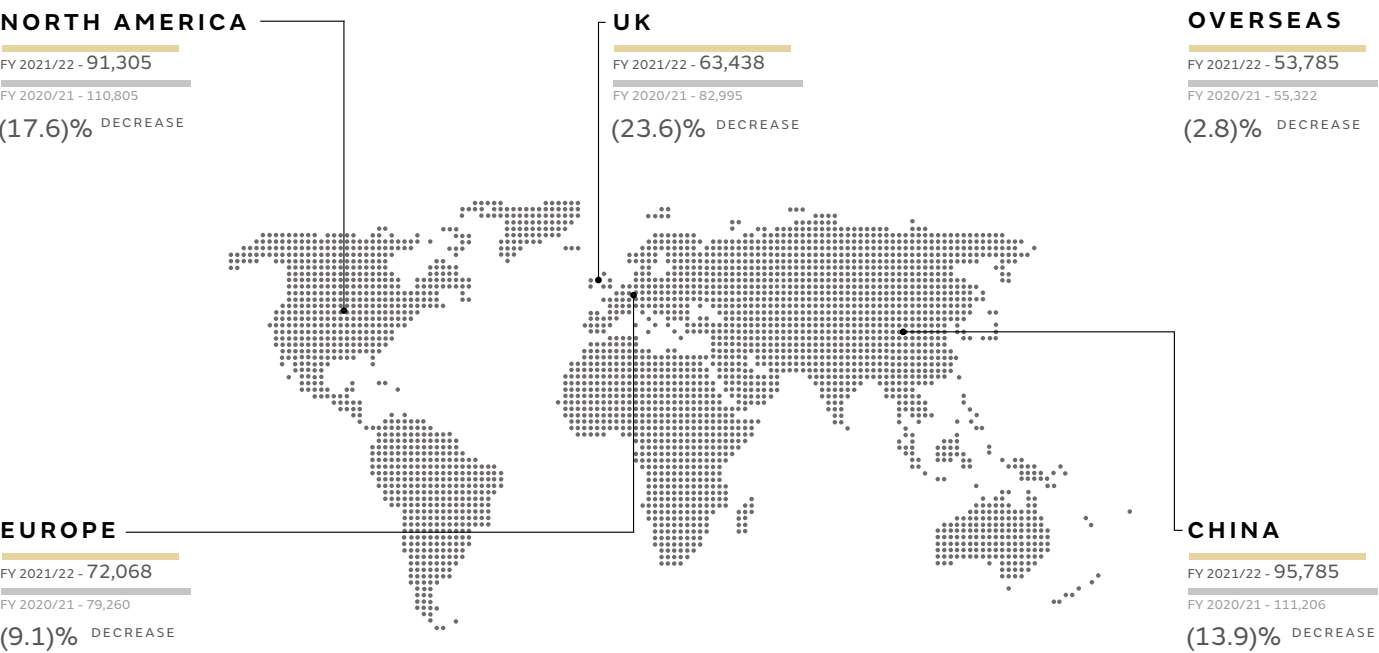 NORTH AMERICA
FY 2021/22 - 91,305
FY 2020/21 - 110,805
(17.6)% DECREASE
UK
FY 2021/22 - 63,438
FY 2020/21 - 82,995
(23.6)% DECREASE
OVERSEAS
FY 2021/22 - 53,785
FY 2020/21 - 55,322
(2.8)% DECREASE
EUROPE
FY 2021/22 - 72,068
FY 2020/21 - 79,260
(9.1)% DECREASE
CHINA
FY 2021/22 - 95,785
FY 2020/21 - 111,206
(13.9)% DECREASE